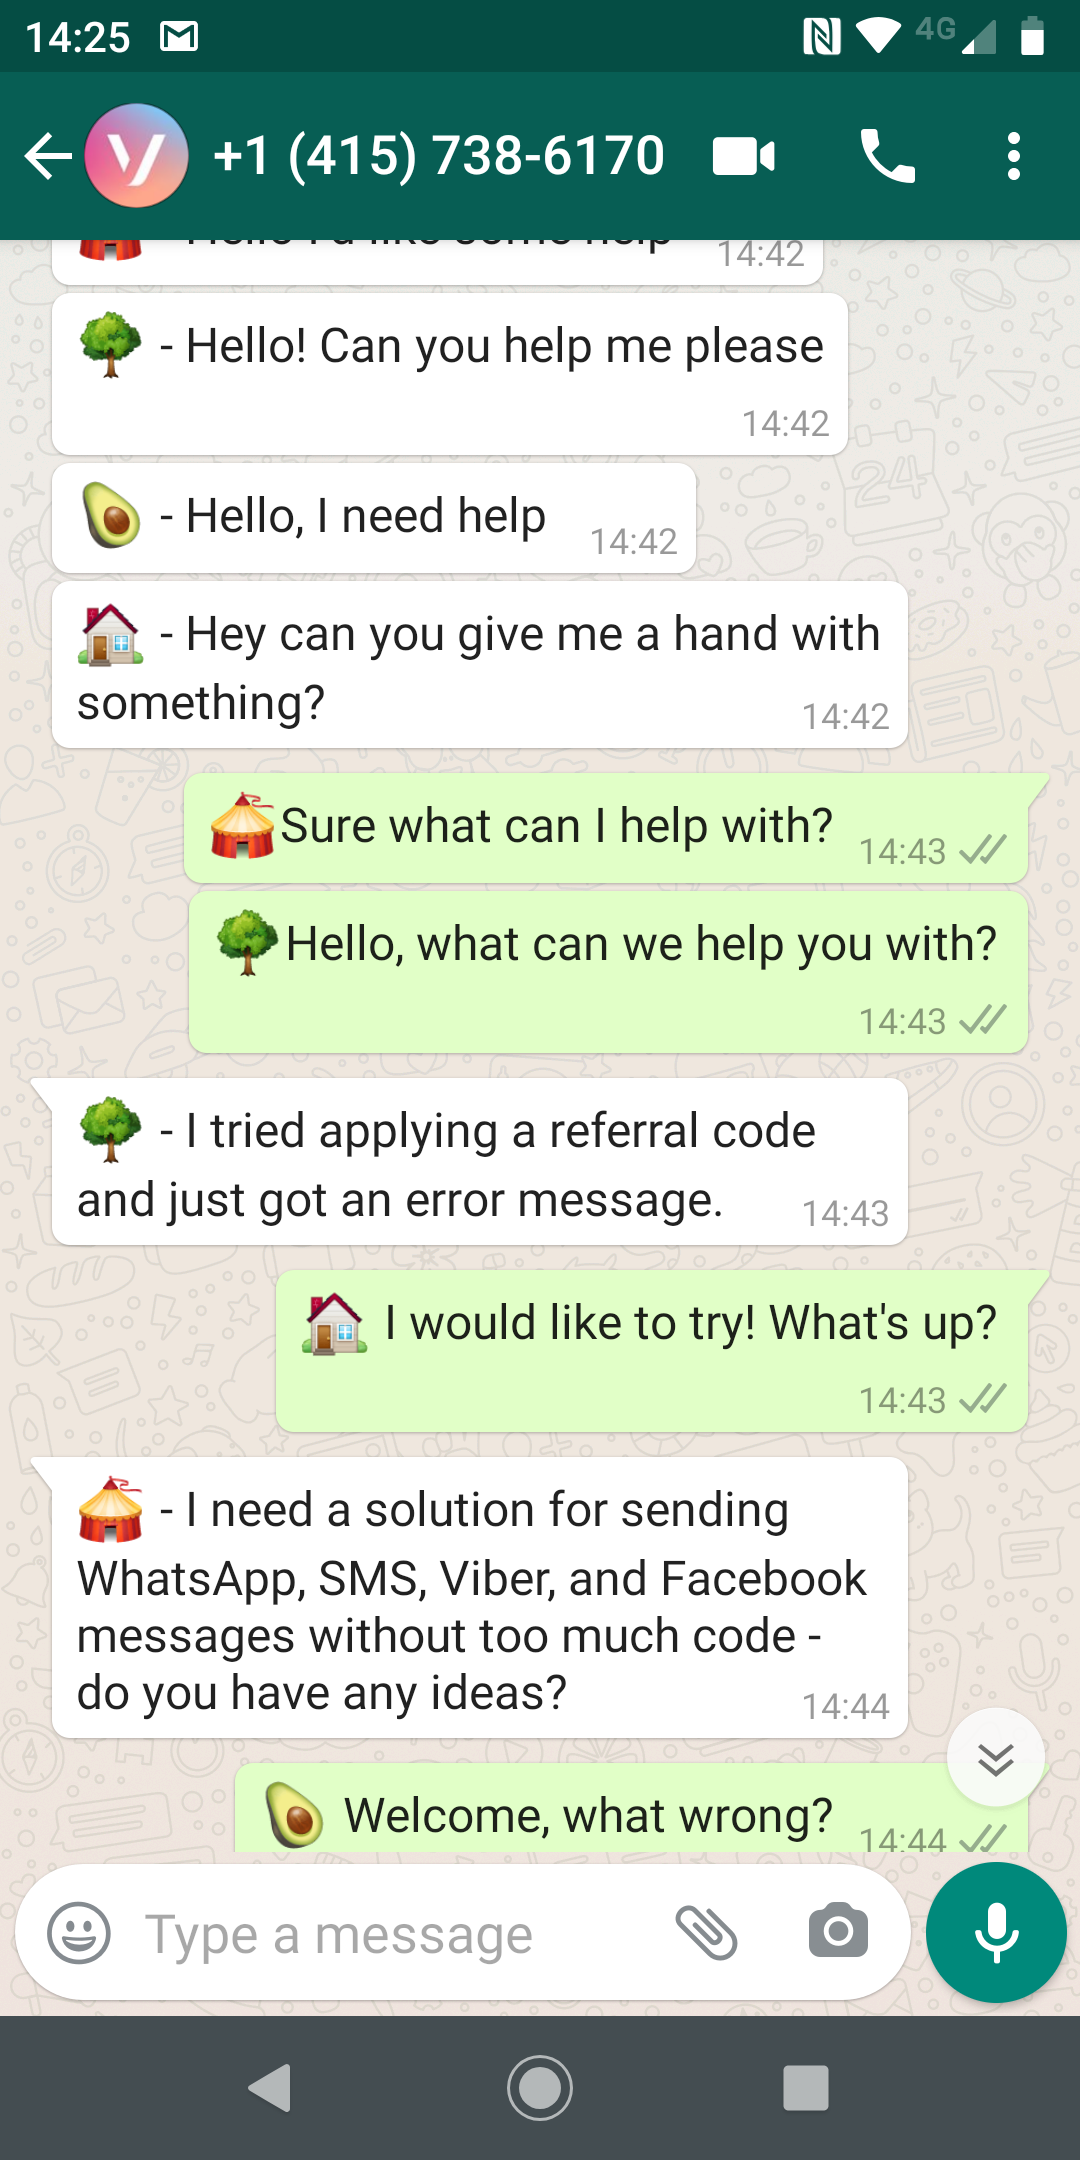 14:25
4G
+1 (415) 738-6170
🎪 - Hello I'd like some help 14:42
🌳 - Hello! Can you help me please
14:42
🥑 - Hello, I need help 14:42
🏠 - Hey can you give me a hand with
something? 14:42
🎪Sure what can I help with? 14:43
🌳Hello, what can we help you with?
14:43
🌳 - I tried applying a referral code
and just got an error message. 14:43
🏠 I would like to try! What's up?
14:43
🎪 - I need a solution for sending
WhatsApp, SMS, Viber, and Facebook
messages without too much code -
do you have any ideas? 14:44
🥑 Welcome, what wrong? 14:44
Type a message